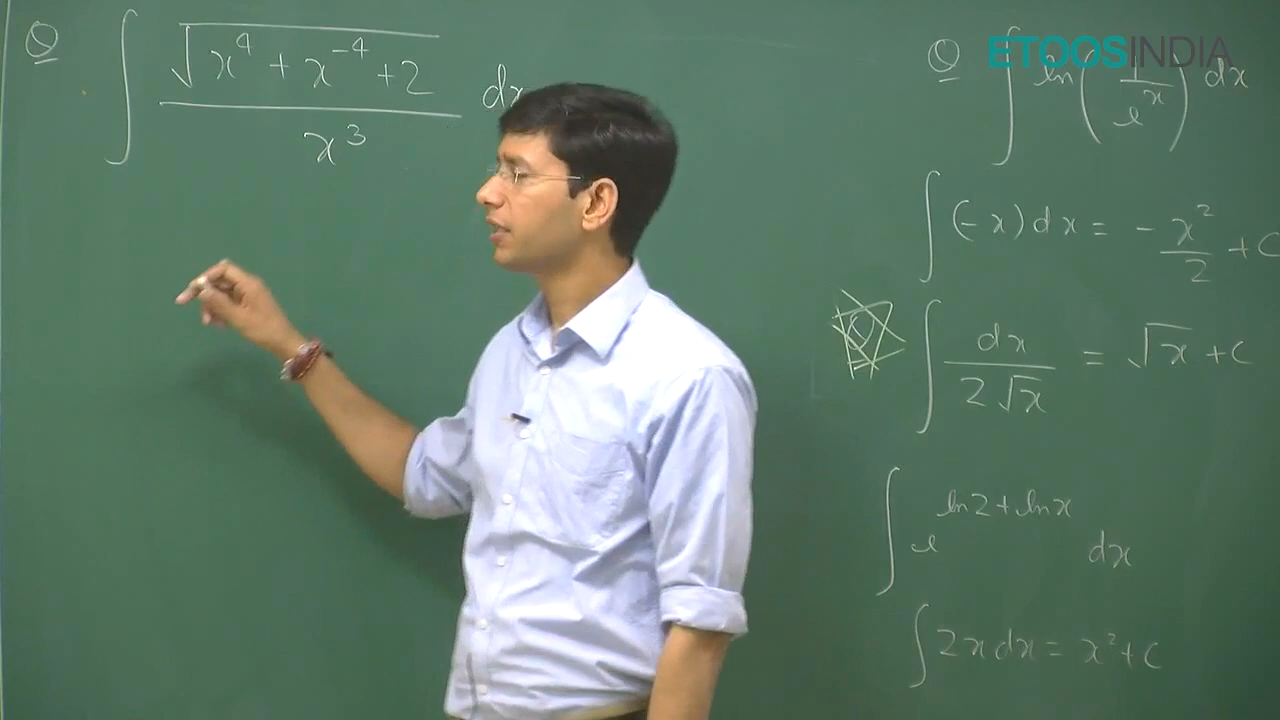 Q ∫ √(x⁴ + x⁻⁴ + 2) / x³ dx
ETOOSINDIA
Q ∫ ln(1/eˣ) dx
∫ (-x) dx = - x²/2 + C
∫ dx / 2√x = √x + C
∫ e^(ln2 + lnx) dx
∫ 2x dx = x² + C